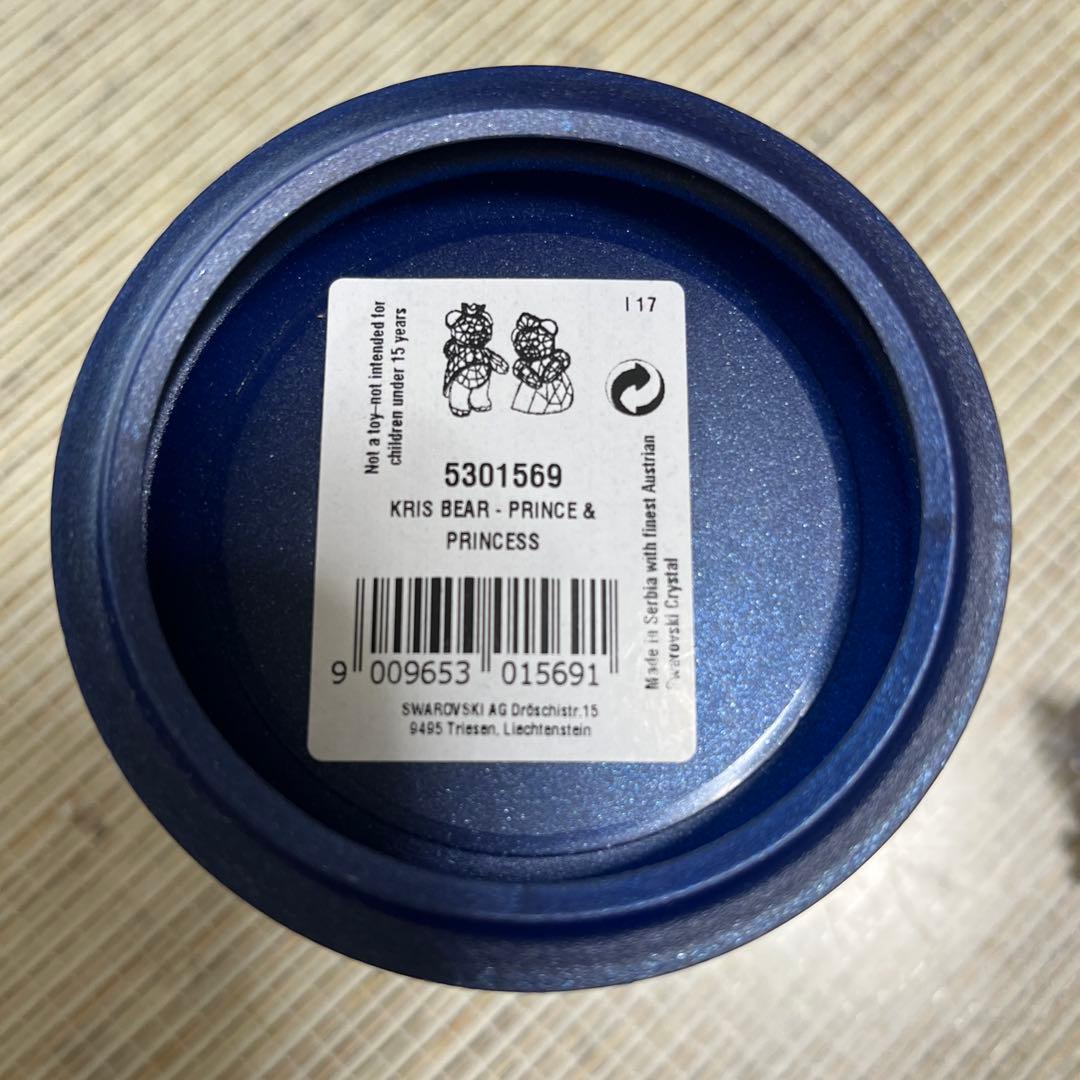 Not a toy–not intended for
children under 15 years
I 17
5301569
KRIS BEAR - PRINCE &
PRINCESS
Made in Serbia with finest Austrian
Swarovski Crystal
9 009653 015691
SWAROVSKI AG Dröschistr.15
9495 Triesen, Liechtenstein